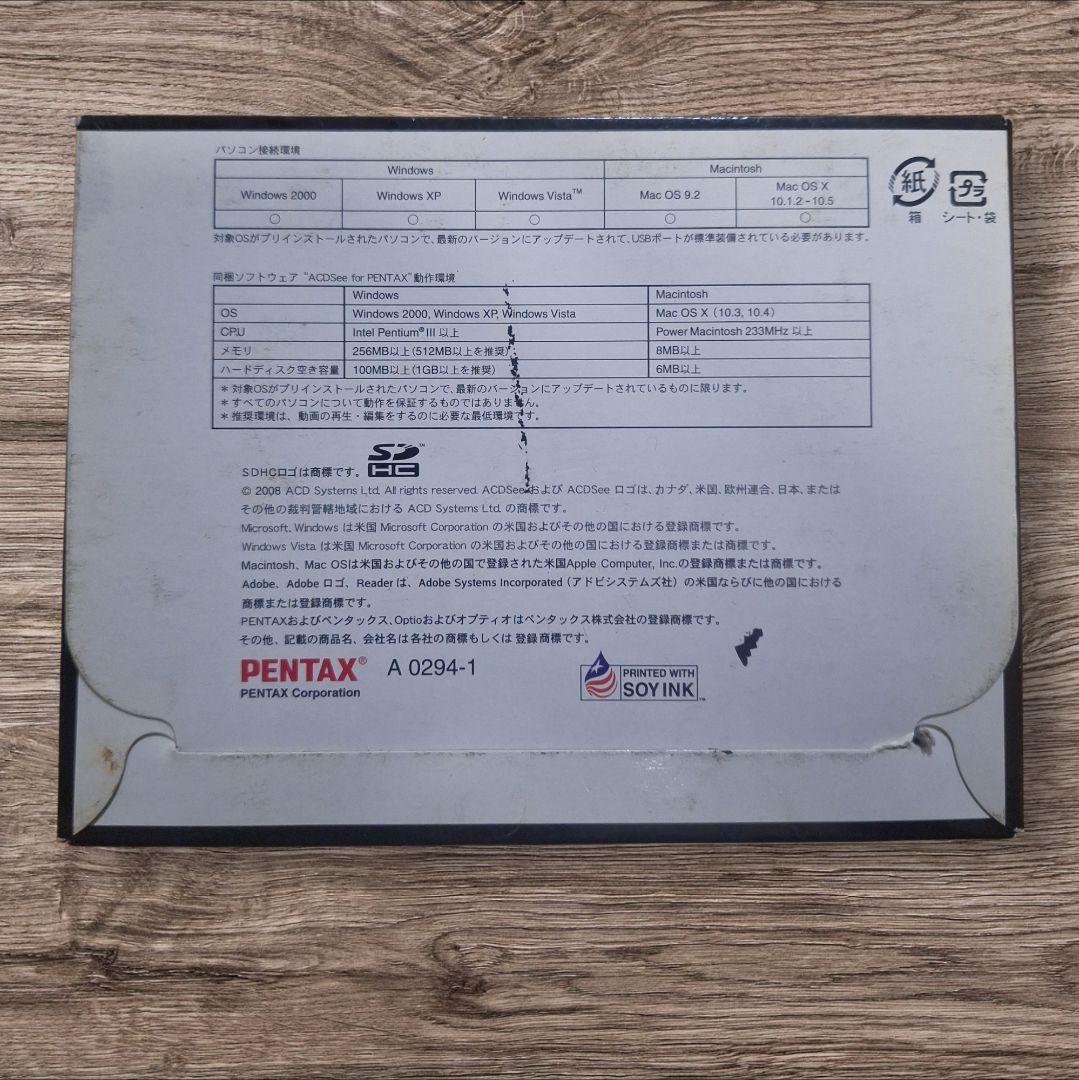 パソコン接続環境
Windows Macintosh
Windows 2000 Windows XP Windows Vista™ Mac OS 9.2 Mac OS X 10.1.2-10.5
○ ○ ○ ○ ○
対象OSがプリインストールされたパソコンで、最新のバージョンにアップデートされて、USBポートが標準装備されている必要があります。
紙
箱
プラ
シート・袋
同梱ソフトウェア "ACDSee for PENTAX"動作環境
Windows Macintosh
OS Windows 2000, Windows XP, Windows Vista Mac OS X (10.3, 10.4)
CPU Intel Pentium®III 以上 Power Macintosh 233MHz 以上
メモリ 256MB以上(512MB以上を推奨) 8MB以上
ハードディスク空き容量 100MB以上(1GB以上を推奨) 6MB以上
＊対象OSがプリインストールされたパソコンで、最新のバージョンにアップデートされているものに限ります。
＊すべてのパソコンについて動作を保証するものではありません。
＊推奨環境は、動画の再生・編集をするのに必要な最低環境です。
SDHCロゴは商標です。 SD HC™
© 2008 ACD Systems Ltd. All rights reserved. ACDSee および ACDSee ロゴは、カナダ、米国、欧州連合、日本、または
その他の裁判管轄地域における ACD Systems Ltd. の商標です。
Microsoft、Windows は米国 Microsoft Corporation の米国およびその他の国における登録商標です。
Windows Vista は米国 Microsoft Corporation の米国およびその他の国における登録商標または商標です。
Macintosh、Mac OSは米国およびその他の国で登録された米国Apple Computer, Inc.の登録商標または商標です。
Adobe、Adobe ロゴ、Reader は、Adobe Systems Incorporated（アドビシステムズ社）の米国ならびに他の国における
商標または登録商標です。
PENTAXおよびペンタックス、Optioおよびオプティオはペンタックス株式会社の登録商標です。
その他、記載の商品名、会社名は各社の商標もしくは 登録商標です。
PENTAX® A 0294-1
PENTAX Corporation
PRINTED WITH
SOY INK™